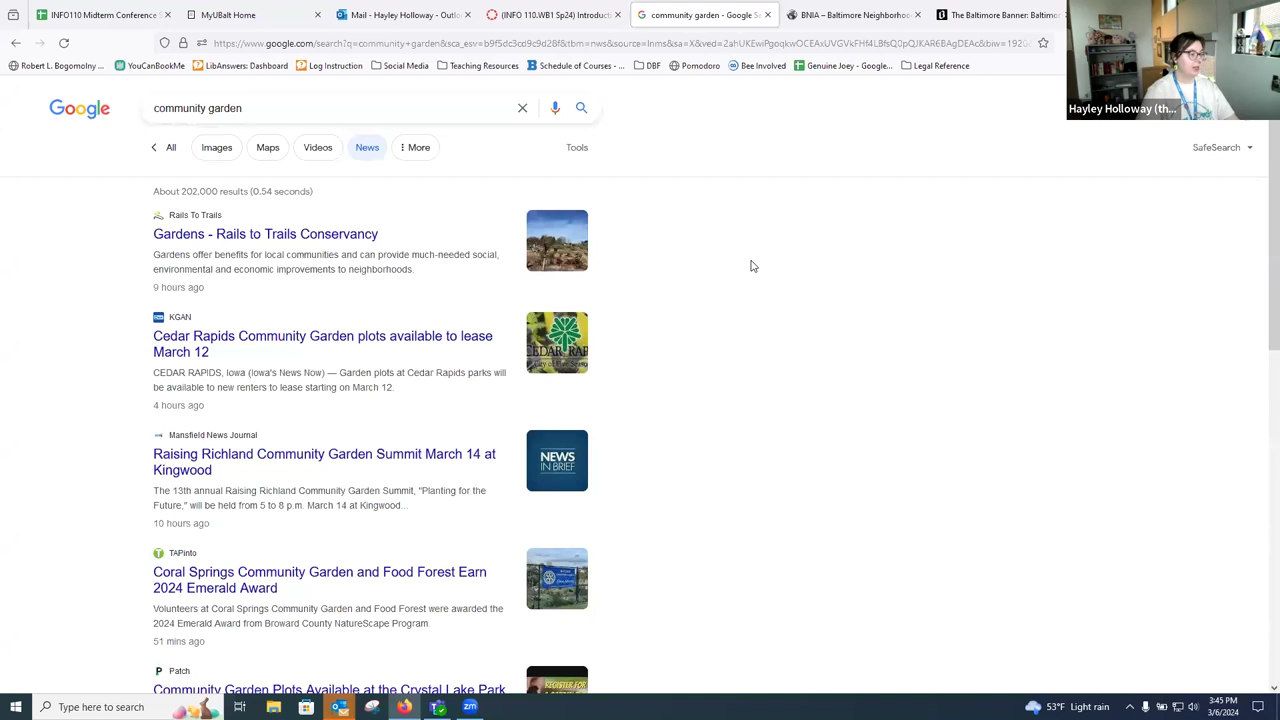 INFO110 Midterm Conference S
MyUBalt Home
Mail - Hayley Holloway - Outlo
(INFO 110.WB1 Sp24) Introducti
community garden - Google Se
BNIA – Baltimore Neighborhoo
The Baltimore Banner: Baltimo
Robert L. Bogomolny ...
YouCanBookMe
LibAnswers: Dashboard
Log Instruction
Social Media
Teaching Resources
Schedule of Courses - ...
DBF
Pomodoro
Bee Involved
Genuine Joey - Google...
Legal Reference
Hayley Holloway (th...
Google
community garden
All
Images
Maps
Videos
News
More
Tools
SafeSearch
About 202,000 results (0.54 seconds)
Rails To Trails
Gardens - Rails to Trails Conservancy
Gardens offer benefits for local communities and can provide much-needed social,
environmental and economic improvements to neighborhoods.
9 hours ago
KGAN
Cedar Rapids Community Garden plots available to lease
March 12
CEDAR RAPIDS, Iowa (Iowa's News Now) — Garden plots at Cedar Rapids parks will
be available to new renters to lease starting on March 12.
4 hours ago
CEDAR RAP
Mansfield News Journal
Raising Richland Community Garden Summit March 14 at
Kingwood
The 13th annual Raising Richland Community Garden Summit, "Planting for the
Future," will be held from 5 to 8 p.m. March 14 at Kingwood...
10 hours ago
NEWS
IN BRIEF
TAPinto
Coral Springs Community Garden and Food Forest Earn
2024 Emerald Award
Volunteers at Coral Springs Community Garden and Food Forest were awarded the
2024 Emerald Award from Broward County NatureScape Program.
51 mins ago
Patch
Community Garden Plots Available at the Crystal Lake Park
REGISTER FOR
Type here to search
53°F Light rain
3:45 PM
3/6/2024